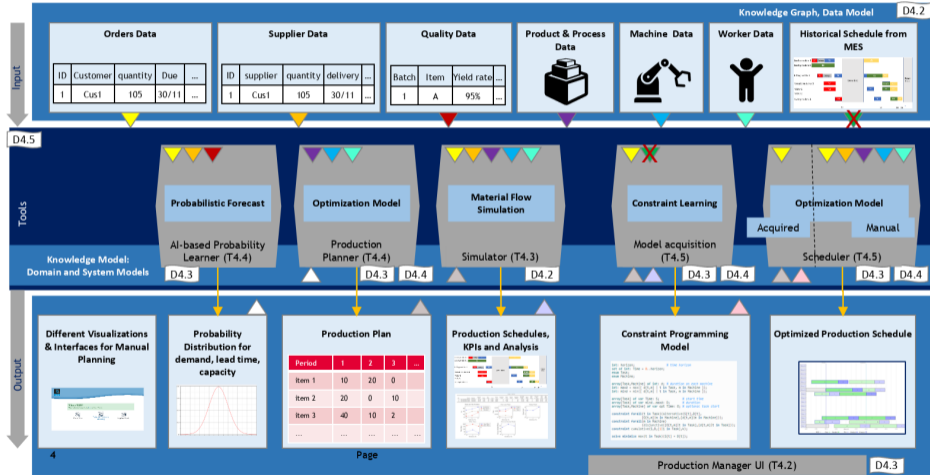 Knowledge Graph, Data Model
D4.2
Input
Orders Data
ID Customer quantity Due ...
1 Cus1 105 30/11 ...
Supplier Data
ID supplier quantity delivery ...
1 Cus1 105 30/11 ...
Quality Data
Batch Item Yield rate ...
1 A 95% ...
Product & Process
Data
Machine Data
Worker Data
Historical Schedule from
MES
D4.5
Tools
Probabilistic Forecast
AI-based Probability
Learner (T4.4)
D4.3
Optimization Model
Production
Planner (T4.4)
D4.3 D4.4
Material Flow
Simulation
Simulator (T4.3)
D4.2
Constraint Learning
Model acquisition
(T4.5)
D4.3 D4.4
Optimization Model
Acquired Manual
Scheduler (T4.5)
D4.3 D4.4
Knowledge Model:
Domain and System Models
Output
Different Visualizations
& Interfaces for Manual
Planning
Probability
Distribution for
demand, lead time,
capacity
Production Plan
Period 1 2 3 ...
Item 1 10 20 0
Item 2 20 0 10
Item 3 40 10 2
... ... ... ...
Production Schedules,
KPIs and Analysis
Constraint Programming
Model
Optimized Production Schedule
4
Page
Production Manager UI (T4.2)
D4.3